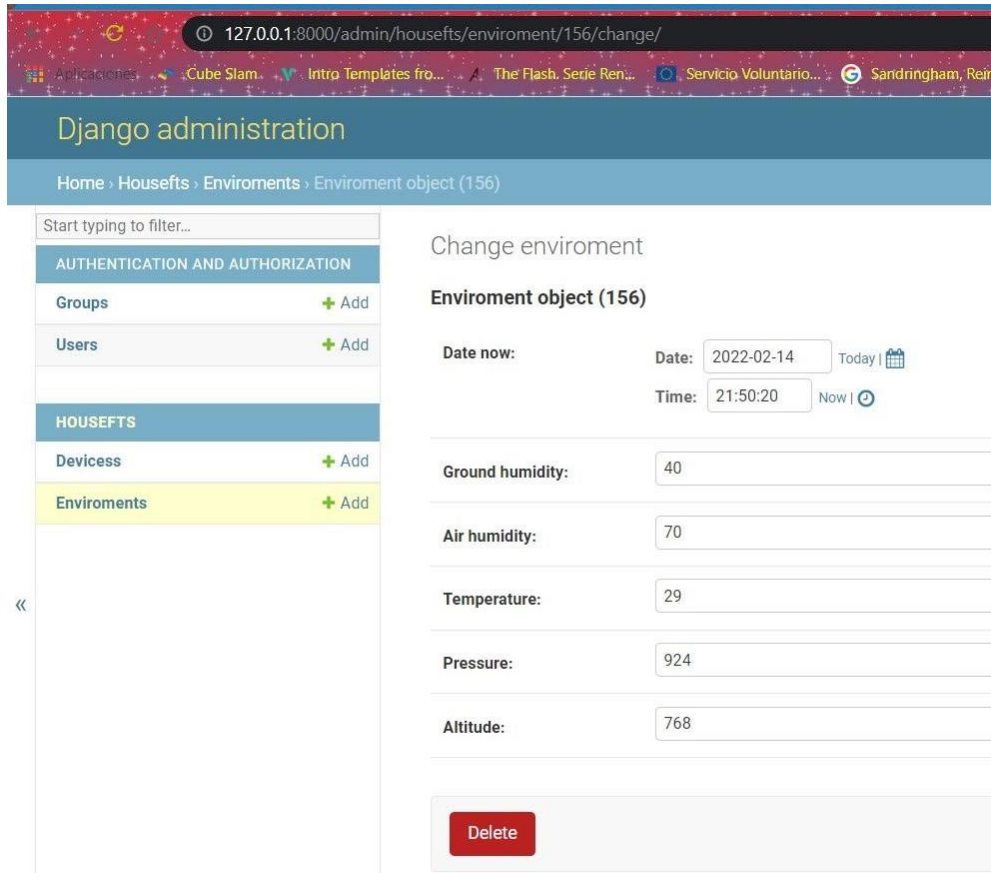 127.0.0.1:8000/admin/housefts/enviroment/156/change/
Aplicaciones Cube Slam. Intro Templates fro... The Flash. Serie Ren... Servicio Voluntario... Sandringham, Rein
Django administration
Home › Housefts › Enviroments › Enviroment object (156)
Start typing to filter...
AUTHENTICATION AND AUTHORIZATION
Groups + Add
Users + Add
HOUSEFTS
Devicess + Add
Enviroments + Add
«
Change enviroment
Enviroment object (156)
Date now: Date: 2022-02-14 Today |
Time: 21:50:20 Now |
Ground humidity: 40
Air humidity: 70
Temperature: 29
Pressure: 924
Altitude: 768
Delete